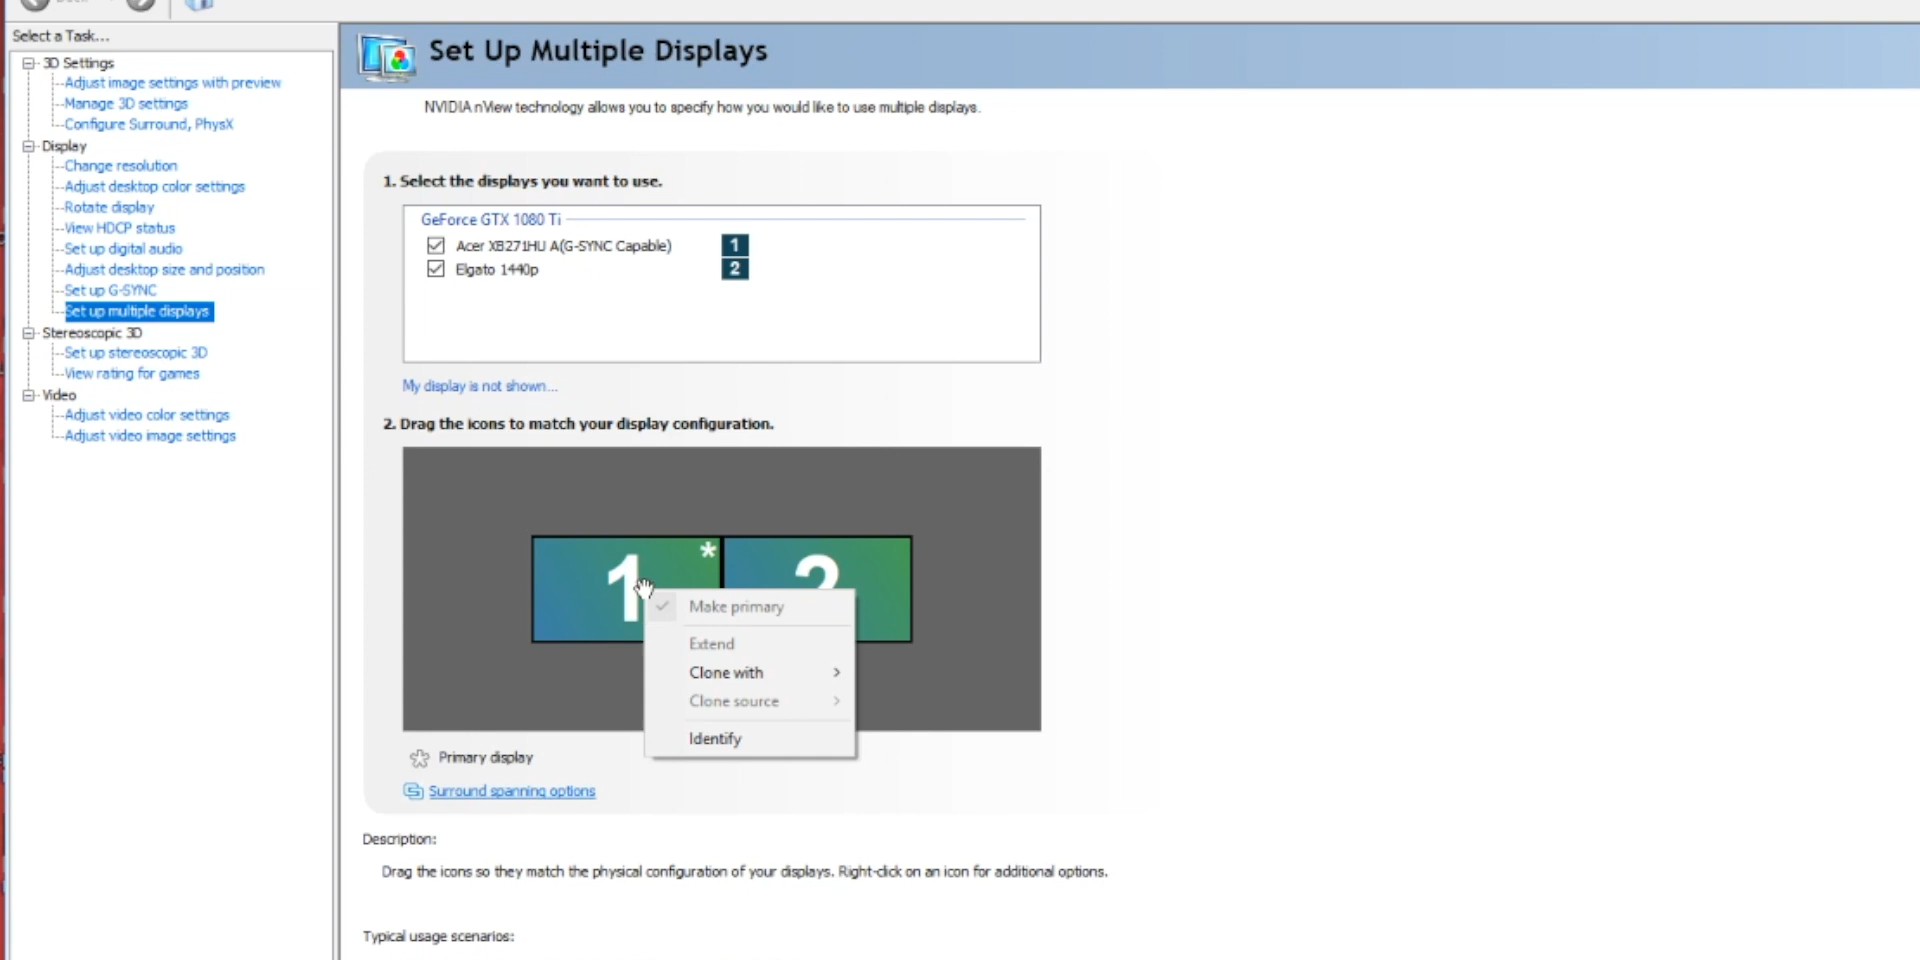 Select a Task...
3D Settings
Adjust image settings with preview
Manage 3D settings
Configure Surround, PhysX
Display
Change resolution
Adjust desktop color settings
Rotate display
View HDCP status
Set up digital audio
Adjust desktop size and position
Set up G-SYNC
Set up multiple displays
Stereoscopic 3D
Set up stereoscopic 3D
View rating for games
Video
Adjust video color settings
Adjust video image settings
Set Up Multiple Displays
NVIDIA nView technology allows you to specify how you would like to use multiple displays.
1. Select the displays you want to use.
GeForce GTX 1080 Ti
Acer XB271HU A(G-SYNC Capable) 1
Elgato 1440p 2
My display is not shown...
2. Drag the icons to match your display configuration.
1 * 2
Make primary
Extend
Clone with
Clone source
Identify
Primary display
Surround spanning options
Description:
Drag the icons so they match the physical configuration of your displays. Right-click on an icon for additional options.
Typical usage scenarios: